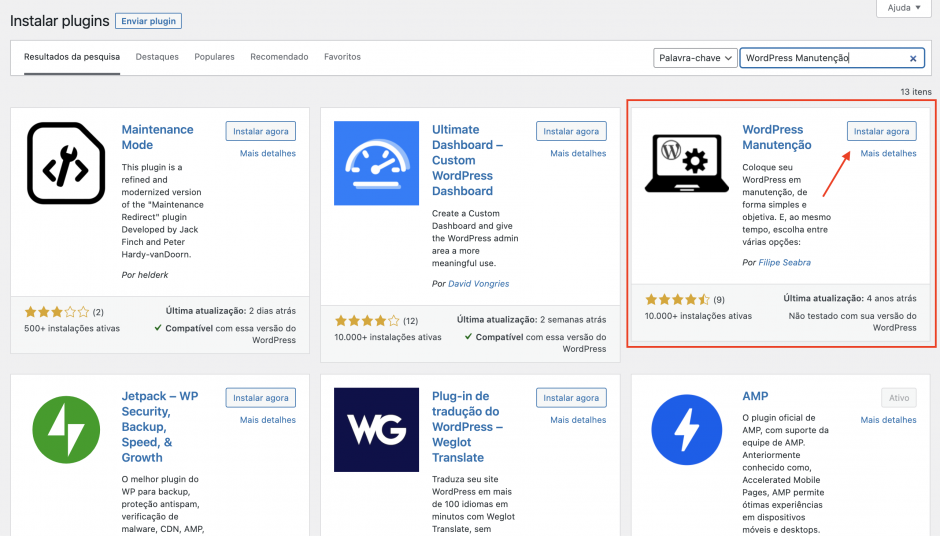 Ajuda
Instalar plugins
Enviar plugin
Resultados da pesquisa
Destaques
Populares
Recomendado
Favoritos
Palavra-chave
WordPress Manutenção
13 itens
Maintenance
Mode
Instalar agora
Mais detalhes
This plugin is a
refined and
modernized version
of the "Maintenance
Redirect" plugin
Developed by Jack
Finch and Peter
Hardy-vanDoorn.
Por helderk
(2)
500+ instalações ativas
Última atualização: 2 dias atrás
Compatível com essa versão do
WordPress
Ultimate
Dashboard –
Custom
WordPress
Dashboard
Instalar agora
Mais detalhes
Create a Custom
Dashboard and give
the WordPress admin
area a more
meaningful use.
Por David Vongries
(12)
10.000+ instalações ativas
Última atualização: 2 semanas atrás
Compatível com essa versão do
WordPress
W
WordPress
Manutenção
Instalar agora
Mais detalhes
Coloque seu
WordPress em
manutenção, de
forma simples e
objetiva. E, ao mesmo
tempo, escolha entre
várias opções:
Por Filipe Seabra
(9)
10.000+ instalações ativas
Última atualização: 4 anos atrás
Não testado com sua versão do
WordPress
Jetpack – WP
Security,
Backup,
Speed, &
Growth
Instalar agora
Mais detalhes
O melhor plugin do
WP para backup,
proteção antispam,
verificação de
malware, CDN, AMP,
WG
Plug-in de
tradução do
WordPress –
Weglot
Translate
Instalar agora
Mais detalhes
Traduza seu site
WordPress em mais
de 100 idiomas em
minutos com Weglot
Translate, sem
AMP
Ativo
Mais detalhes
O plugin oficial de
AMP, com suporte da
equipe de AMP.
Anteriormente
conhecido como,
Accelerated Mobile
Pages, AMP permite
ótimas experiências
em dispositivos
móveis e desktops.